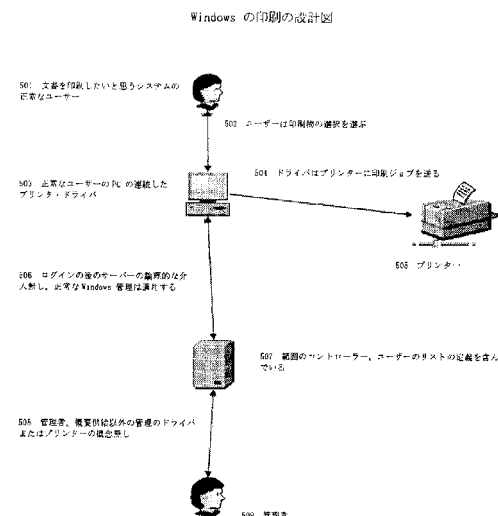 Windows の印刷の設計図
501 文書を印刷したいと思うシステムの
正常なユーザー
502 ユーザーは印刷物の選択を選ぶ
503 正常なユーザーの PC の連続した
プリンタ・ドライバ
504 ドライバはプリンターに印刷ジョブを送る
505 プリンター
506 ログインの後のサーバーの論理的な介
入無し。正常なWindows 管理は適用する
507 範囲のコントローラー、ユーザーのリストの定義を含ん
でいる
508 管理者。概要供給以外の管理のドライバ
またはプリンターの概念無し
509 管理者